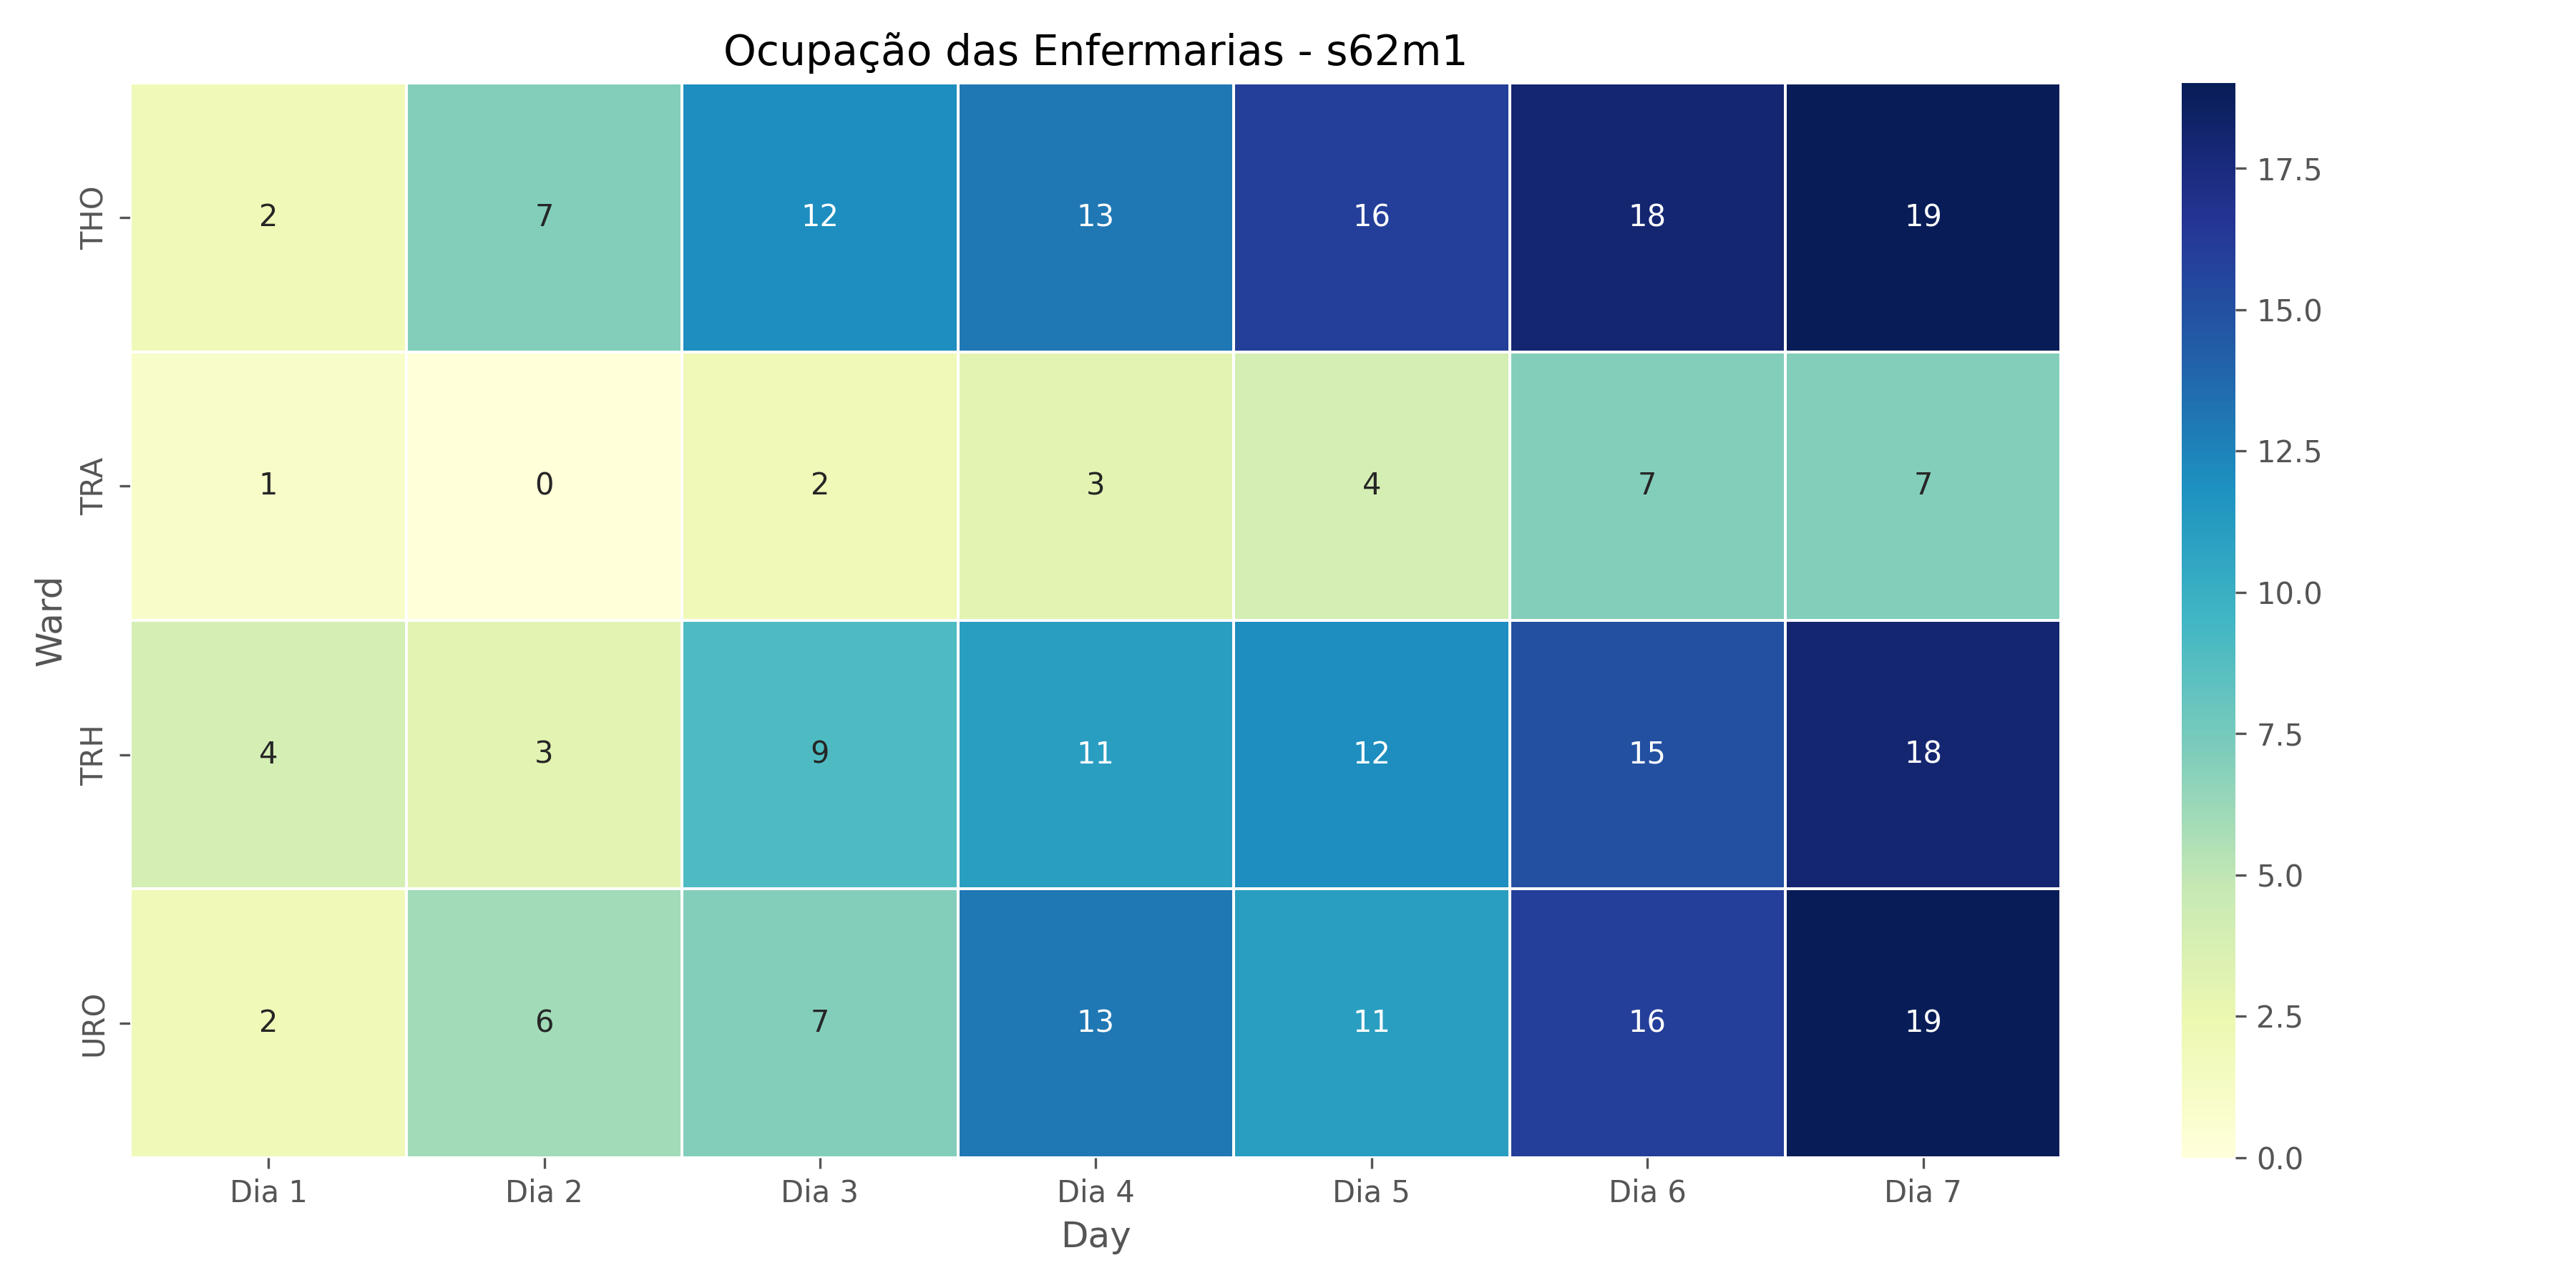 Ocupação das Enfermarias - s62m1
Ward
THO
2 7 12 13 16 18 19
TRA
1 0 2 3 4 7 7
TRH
4 3 9 11 12 15 18
URO
2 6 7 13 11 16 19
Dia 1 Dia 2 Dia 3 Dia 4 Dia 5 Dia 6 Dia 7
Day
17.5
15.0
12.5
10.0
7.5
5.0
2.5
0.0